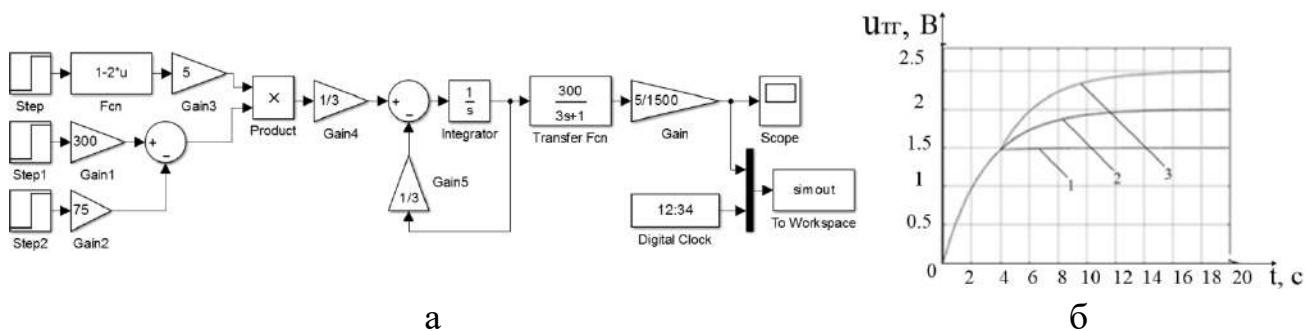 1-2*u
5
Step
Fcn
Gain3
×
1/3
+
−
1
s
300
3s+1
5/1500
Product
Gain4
Integrator
Transfer Fcn
Gain
Scope
300
+
−
Step1
Gain1
1/3
Gain5
75
Step2
Gain2
12:34
Digital Clock
simout
To Workspace
а
uТГ, В
2.5
2
1.5
1
0.5
0
1
2
3
2 4 6 8 10 12 14 16 18 20 t, с
б